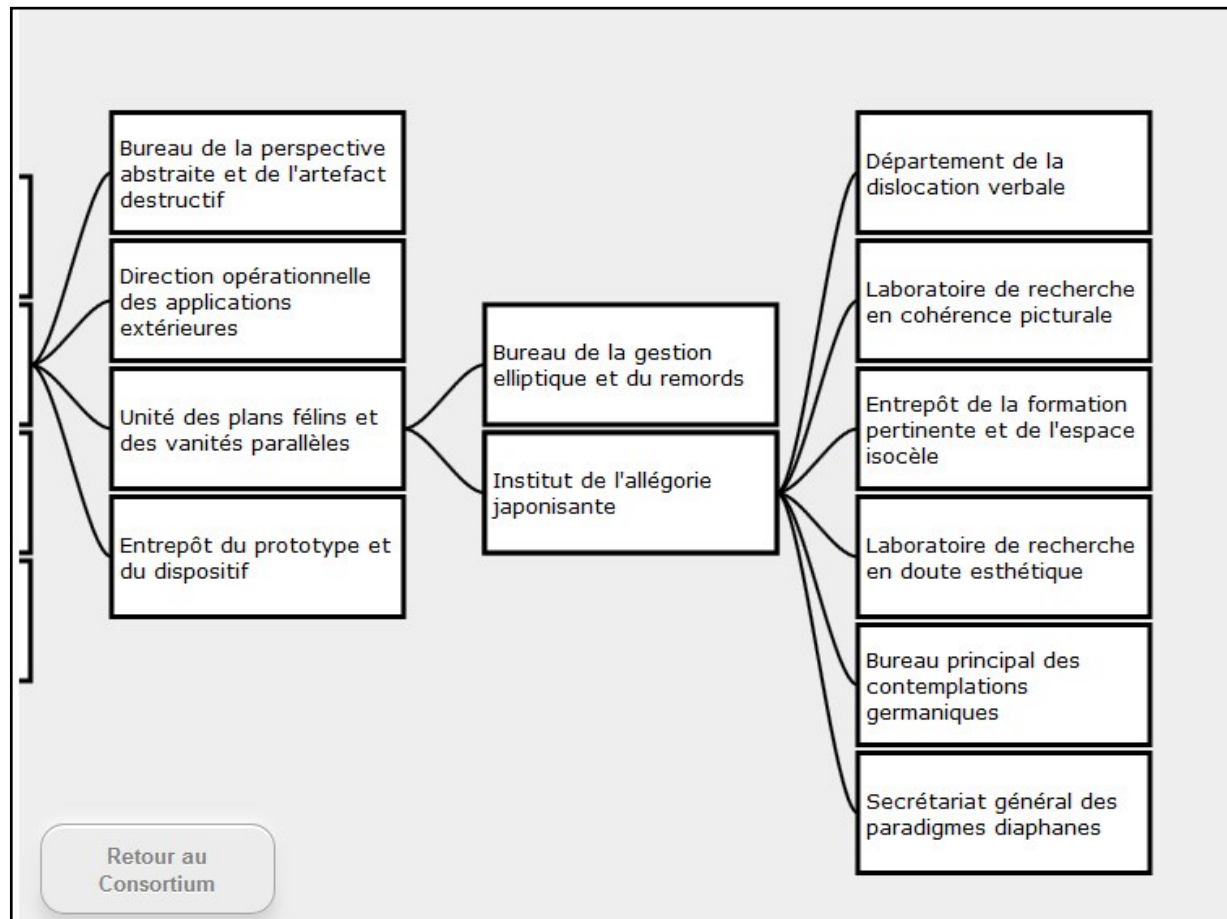 Bureau de la perspective
abstraite et de l'artefact
destructif
Direction opérationnelle
des applications
extérieures
Unité des plans félins et
des vanités parallèles
Entrepôt du prototype et
du dispositif
Bureau de la gestion
elliptique et du remords
Institut de l'allégorie
japonisante
Département de la
dislocation verbale
Laboratoire de recherche
en cohérence picturale
Entrepôt de la formation
pertinente et de l'espace
isocèle
Laboratoire de recherche
en doute esthétique
Bureau principal des
contemplations
germaniques
Secrétariat général des
paradigmes diaphanes
Retour au
Consortium